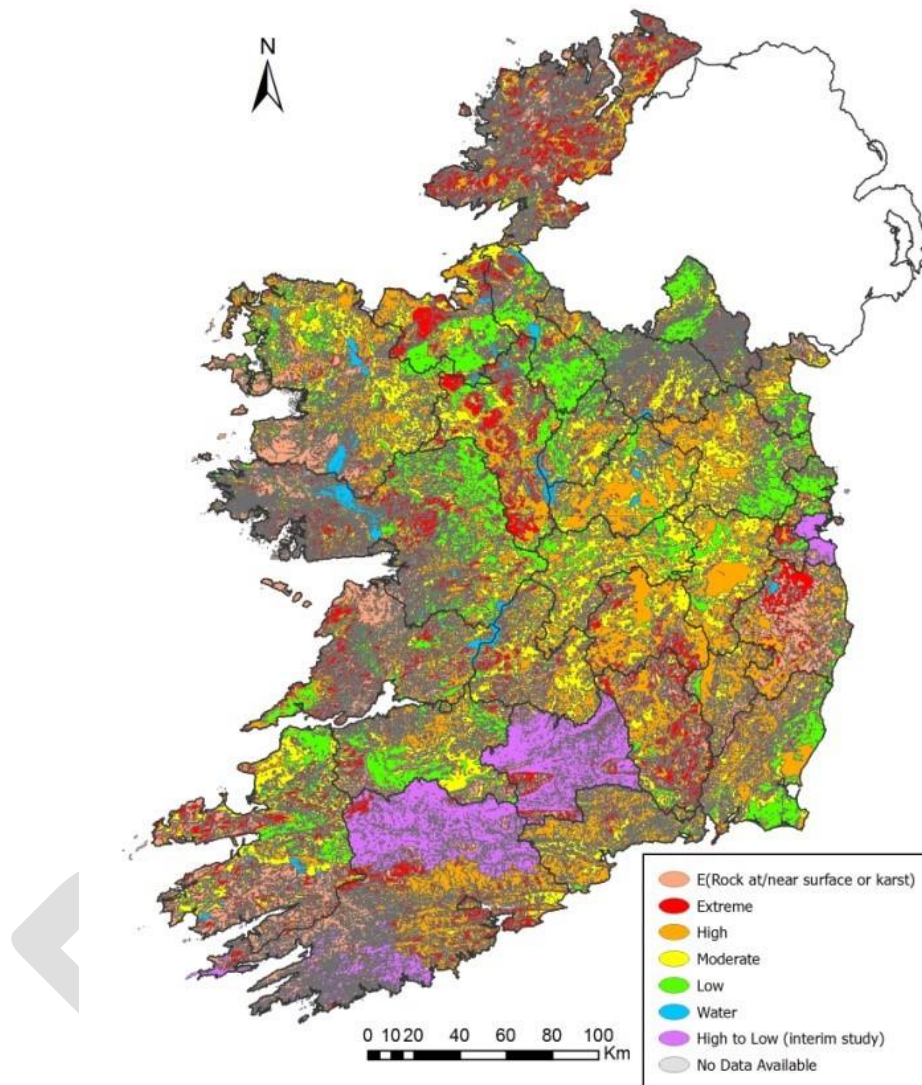 N
E(Rock at/near surface or karst)
Extreme
High
Moderate
Low
Water
High to Low (interim study)
No Data Available
0 10 20 40 60 80 100
Km